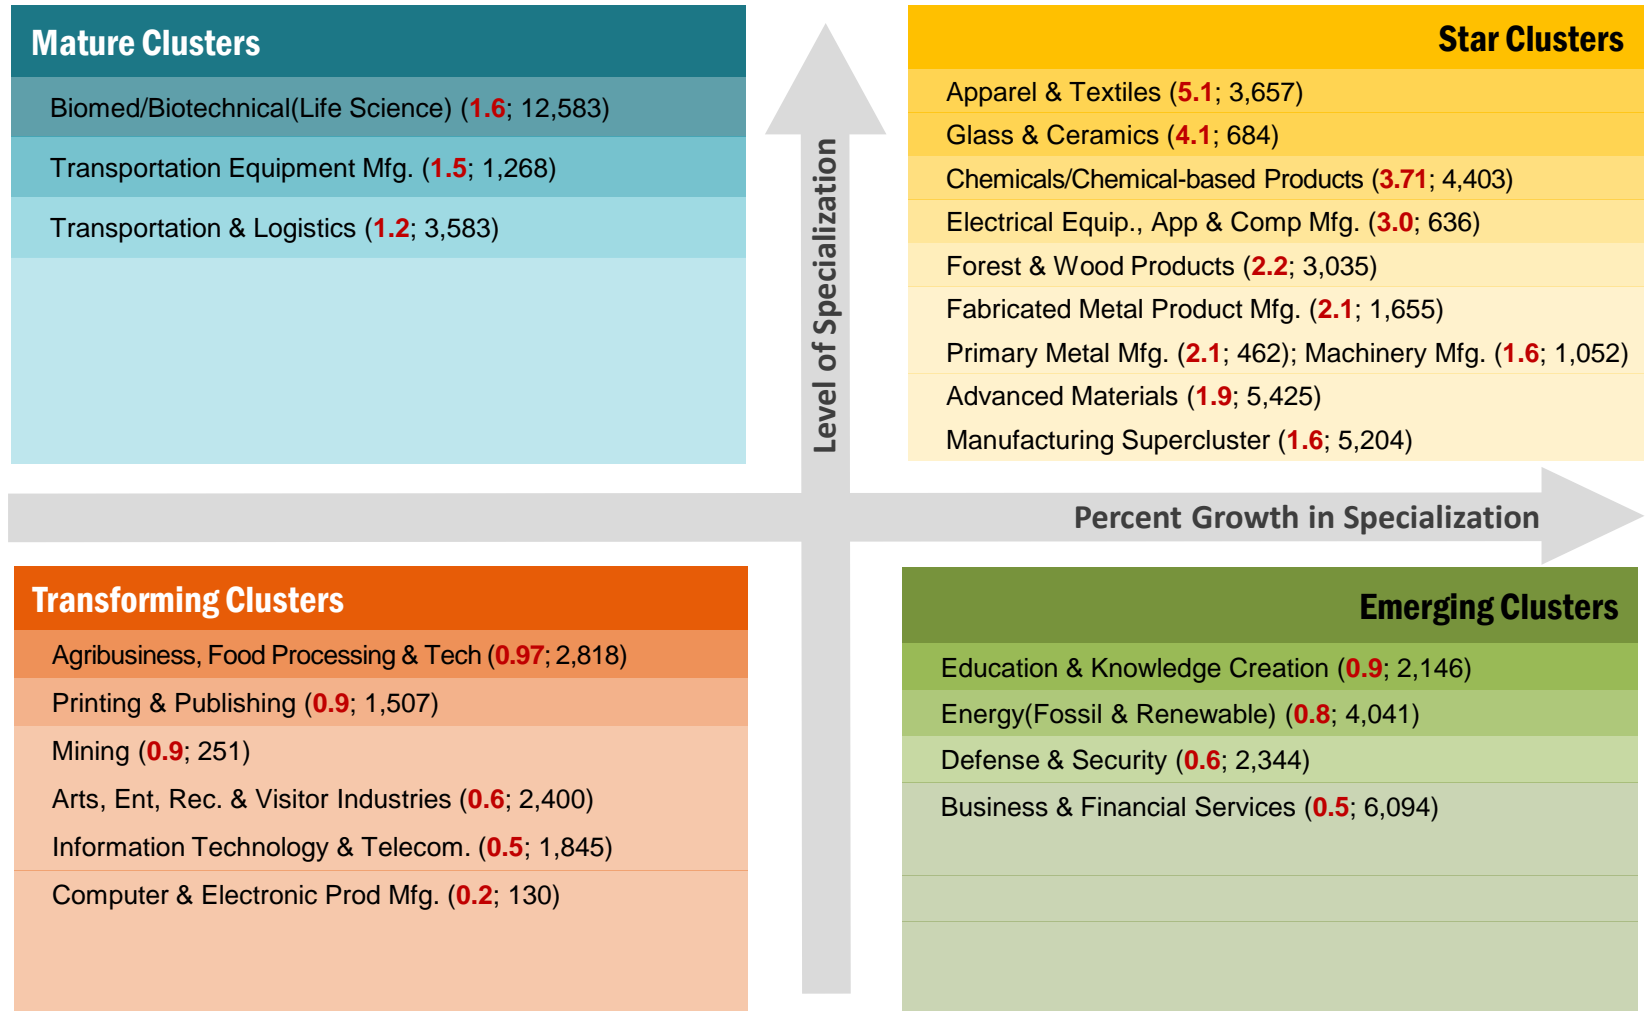 Mature Clusters
Biomed/Biotechnical(Life Science) (1.6; 12,583)
Transportation Equipment Mfg. (1.5; 1,268)
Transportation & Logistics (1.2; 3,583)
Level of Specialization
Star Clusters
Apparel & Textiles (5.1; 3,657)
Glass & Ceramics (4.1; 684)
Chemicals/Chemical-based Products (3.71; 4,403)
Electrical Equip., App & Comp Mfg. (3.0; 636)
Forest & Wood Products (2.2; 3,035)
Fabricated Metal Product Mfg. (2.1; 1,655)
Primary Metal Mfg. (2.1; 462); Machinery Mfg. (1.6; 1,052)
Advanced Materials (1.9; 5,425)
Manufacturing Supercluster (1.6; 5,204)
Percent Growth in Specialization
Transforming Clusters
Agribusiness, Food Processing & Tech (0.97; 2,818)
Printing & Publishing (0.9; 1,507)
Mining (0.9; 251)
Arts, Ent, Rec. & Visitor Industries (0.6; 2,400)
Information Technology & Telecom. (0.5; 1,845)
Computer & Electronic Prod Mfg. (0.2; 130)
Emerging Clusters
Education & Knowledge Creation (0.9; 2,146)
Energy(Fossil & Renewable) (0.8; 4,041)
Defense & Security (0.6; 2,344)
Business & Financial Services (0.5; 6,094)